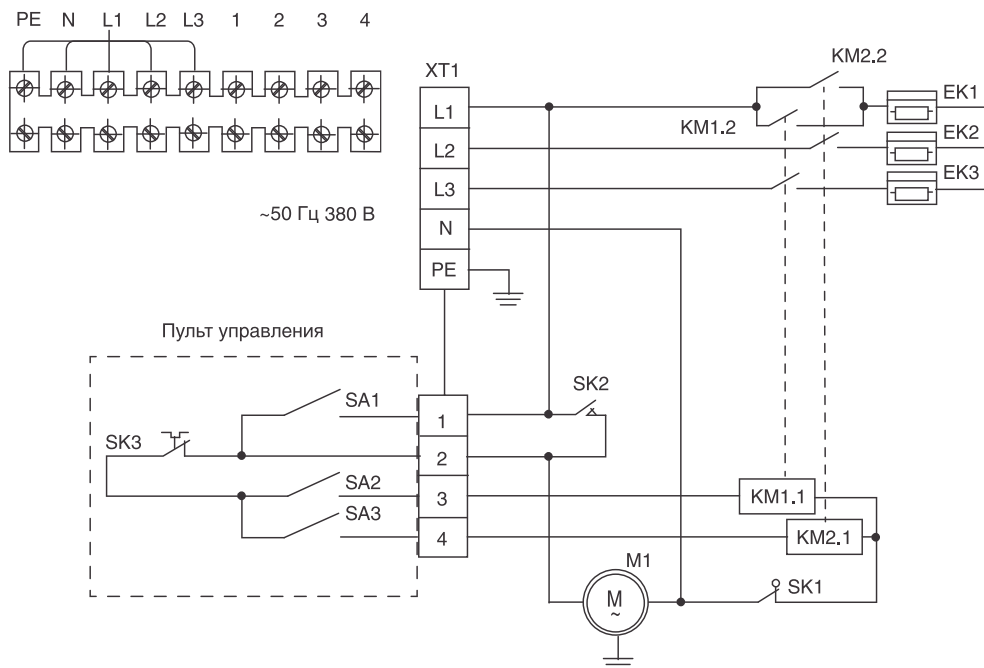 PE N L1 L2 L3 1 2 3 4
XT1
L1
L2
L3
N
PE
KM2.2
KM1.2
EK1
EK2
EK3
~50 Гц 380 В
Пульт управления
SA1
SK3
SA2
SA3
1
2
3
4
SK2
KM1.1
KM2.1
M1
M
~
SK1